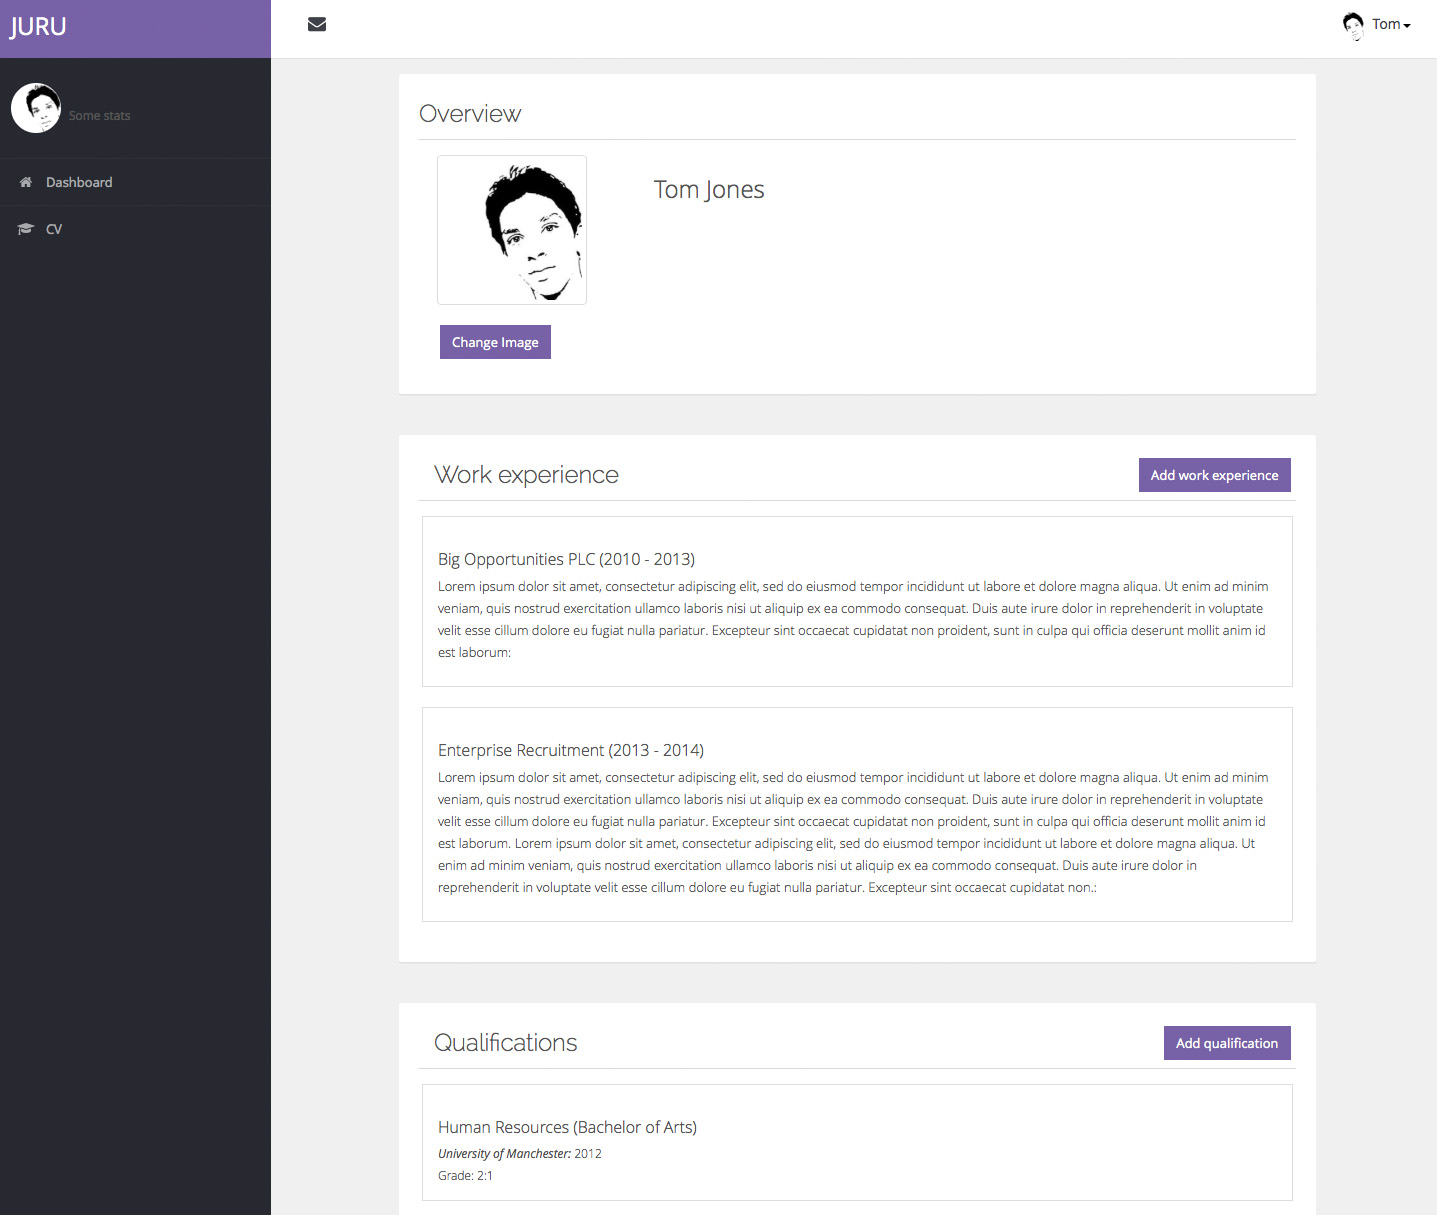 JURU
Tom
Some stats
Dashboard
CV
Overview
Tom Jones
Change Image
Work experience
Add work experience
Big Opportunities PLC (2010 - 2013)
Lorem ipsum dolor sit amet, consectetur adipiscing elit, sed do eiusmod tempor incididunt ut labore et dolore magna aliqua. Ut enim ad minim
veniam, quis nostrud exercitation ullamco laboris nisi ut aliquip ex ea commodo consequat. Duis aute irure dolor in reprehenderit in voluptate
velit esse cillum dolore eu fugiat nulla pariatur. Excepteur sint occaecat cupidatat non proident, sunt in culpa qui officia deserunt mollit anim id
est laborum:
Enterprise Recruitment (2013 - 2014)
Lorem ipsum dolor sit amet, consectetur adipiscing elit, sed do eiusmod tempor incididunt ut labore et dolore magna aliqua. Ut enim ad minim
veniam, quis nostrud exercitation ullamco laboris nisi ut aliquip ex ea commodo consequat. Duis aute irure dolor in reprehenderit in voluptate
velit esse cillum dolore eu fugiat nulla pariatur. Excepteur sint occaecat cupidatat non proident, sunt in culpa qui officia deserunt mollit anim id
est laborum. Lorem ipsum dolor sit amet, consectetur adipiscing elit, sed do eiusmod tempor incididunt ut labore et dolore magna aliqua. Ut
enim ad minim veniam, quis nostrud exercitation ullamco laboris nisi ut aliquip ex ea commodo consequat. Duis aute irure dolor in
reprehenderit in voluptate velit esse cillum dolore eu fugiat nulla pariatur. Excepteur sint occaecat cupidatat non.:
Qualifications
Add qualification
Human Resources (Bachelor of Arts)
University of Manchester: 2012
Grade: 2:1